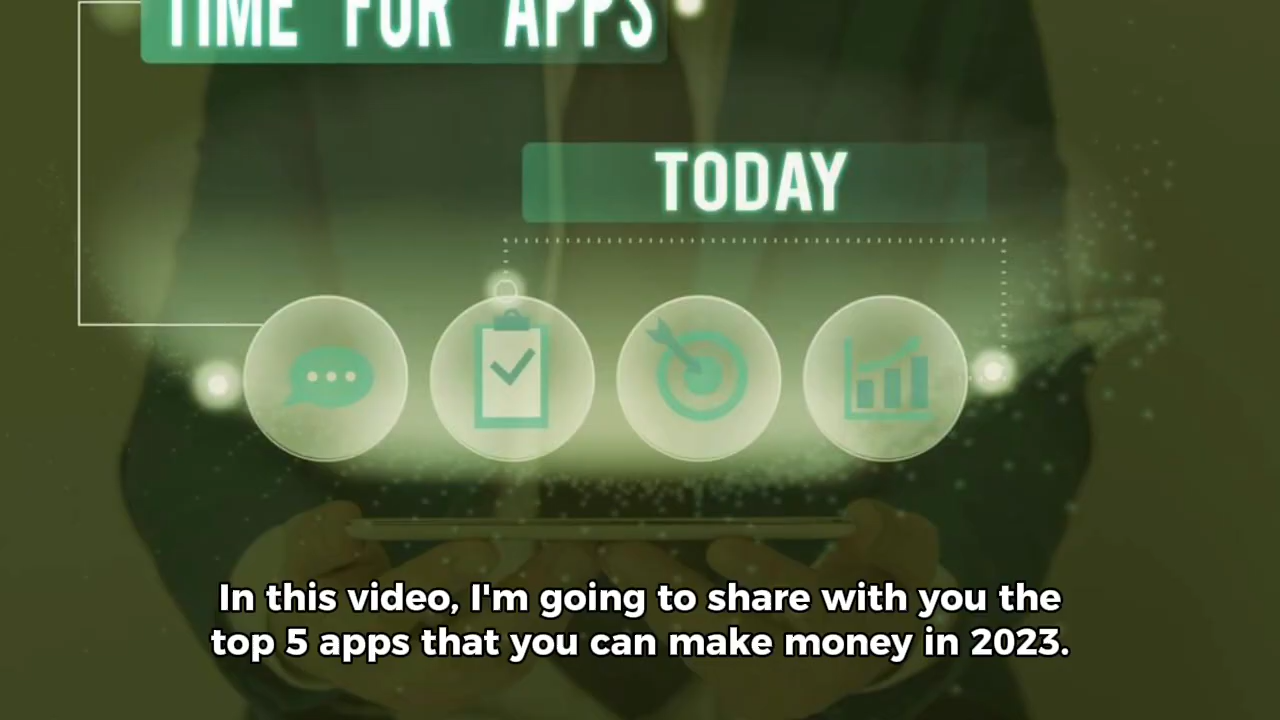 TIME FOR APPS
TODAY
In this video, I'm going to share with you the
top 5 apps that you can make money in 2023.